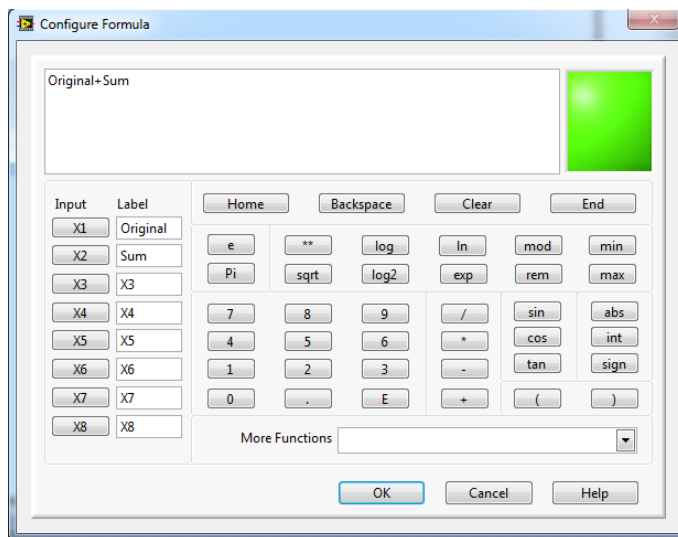 Configure Formula
Original+Sum
Input Label Home Backspace Clear End
X1 Original
e ** log ln mod min
X2 Sum
Pi sqrt log2 exp rem max
X3 X3
X4 X4 7 8 9 / sin abs
X5 X5 4 5 6 * cos int
X6 X6 1 2 3 - tan sign
X7 X7 0 . E + ( )
X8 X8
More Functions
OK Cancel Help